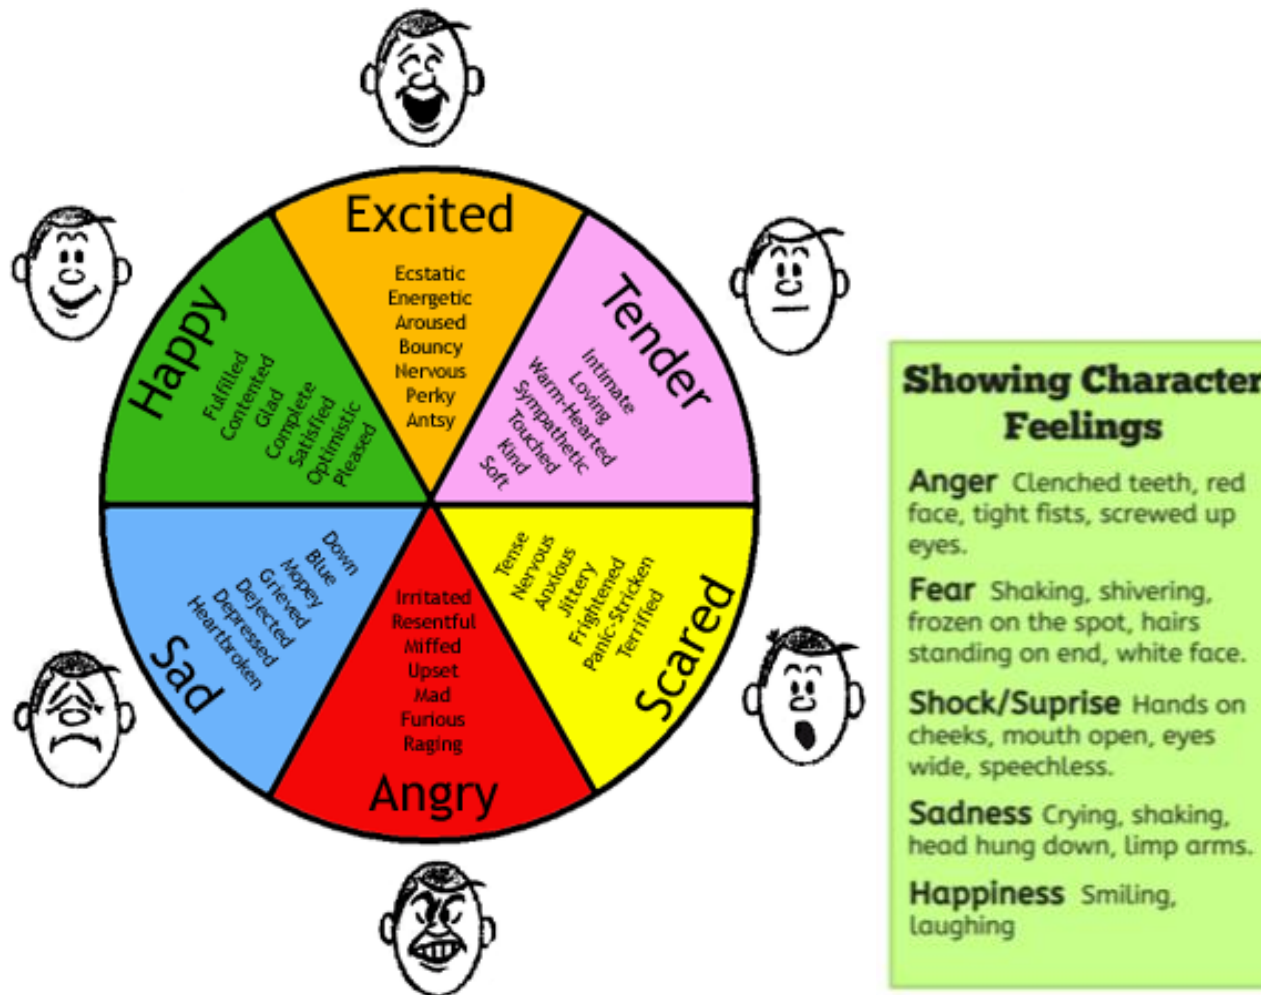 Excited
Ecstatic
Energetic
Aroused
Bouncy
Nervous
Perky
Antsy
Tender
Intimate
Loving
Warm-Hearted
Sympathetic
Touched
Kind
Soft
Scared
Tense
Nervous
Anxious
Jittery
Frightened
Panic-Stricken
Terrified
Angry
Irritated
Resentful
Miffed
Upset
Mad
Furious
Raging
Sad
Down
Blue
Mopey
Grieved
Dejected
Depressed
Heartbroken
Happy
Fulfilled
Contented
Glad
Complete
Satisfied
Optimistic
Pleased
Showing Character
Feelings
Anger Clenched teeth, red
face, tight fists, screwed up
eyes.
Fear Shaking, shivering,
frozen on the spot, hairs
standing on end, white face.
Shock/Suprise Hands on
cheeks, mouth open, eyes
wide, speechless.
Sadness Crying, shaking,
head hung down, limp arms.
Happiness Smiling,
laughing